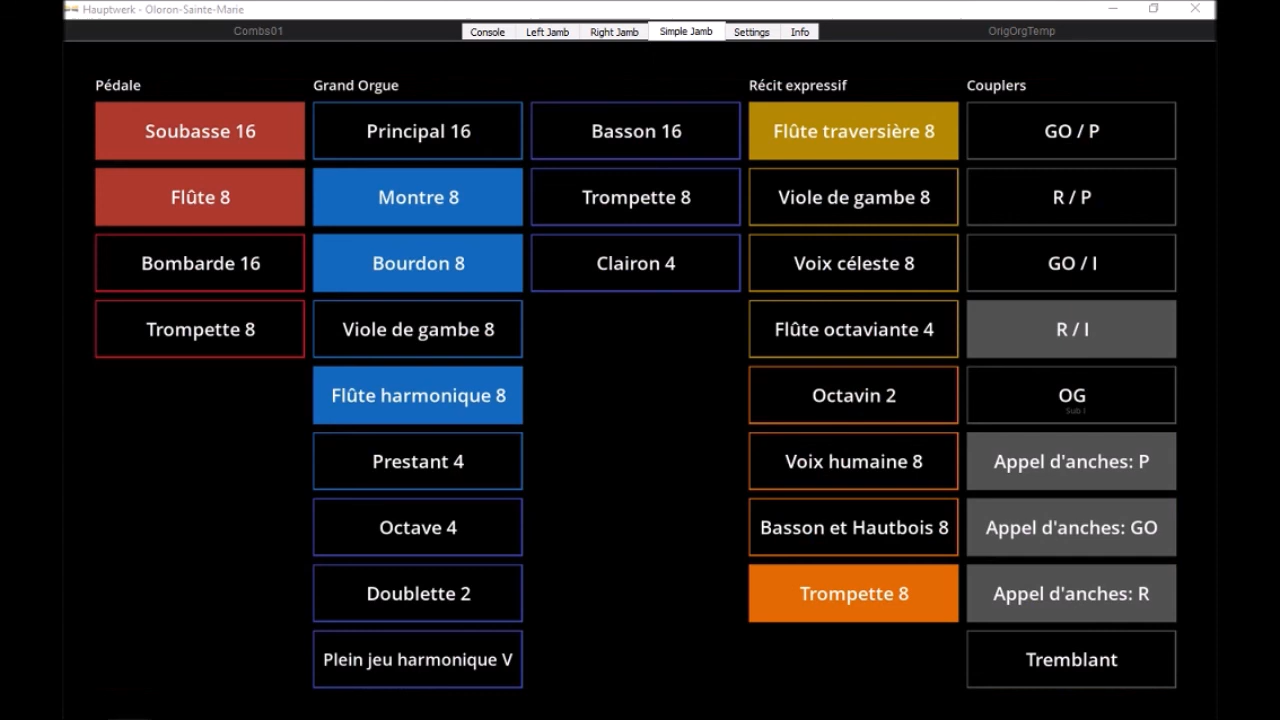 Hauptwerk - Oloron-Sainte-Marie
Combs01
Console
Left Jamb
Right Jamb
Simple Jamb
Settings
Info
OrigOrgTemp
Pédale
Soubasse 16
Flûte 8
Bombarde 16
Trompette 8
Grand Orgue
Principal 16
Montre 8
Bourdon 8
Viole de gambe 8
Flûte harmonique 8
Prestant 4
Octave 4
Doublette 2
Plein jeu harmonique V
Basson 16
Trompette 8
Clairon 4
Récit expressif
Flûte traversière 8
Viole de gambe 8
Voix céleste 8
Flûte octaviante 4
Octavin 2
Voix humaine 8
Basson et Hautbois 8
Trompette 8
Couplers
GO / P
R / P
GO / I
R / I
OG
Sub I
Appel d'anches: P
Appel d'anches: GO
Appel d'anches: R
Tremblant